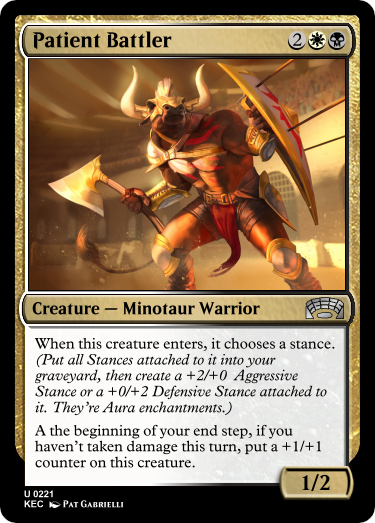 Patient Battler 2
Creature — Minotaur Warrior
When this creature enters, it chooses a stance.
(Put all Stances attached to it into your
graveyard, then create a +2/+0 Aggressive
Stance or a +0/+2 Defensive Stance attached to
it. They're Aura enchantments.)
A the beginning of your end step, if you
haven't taken damage this turn, put a +1/+1
counter on this creature.
1/2
U 0221
KEC Pat Gabrielli